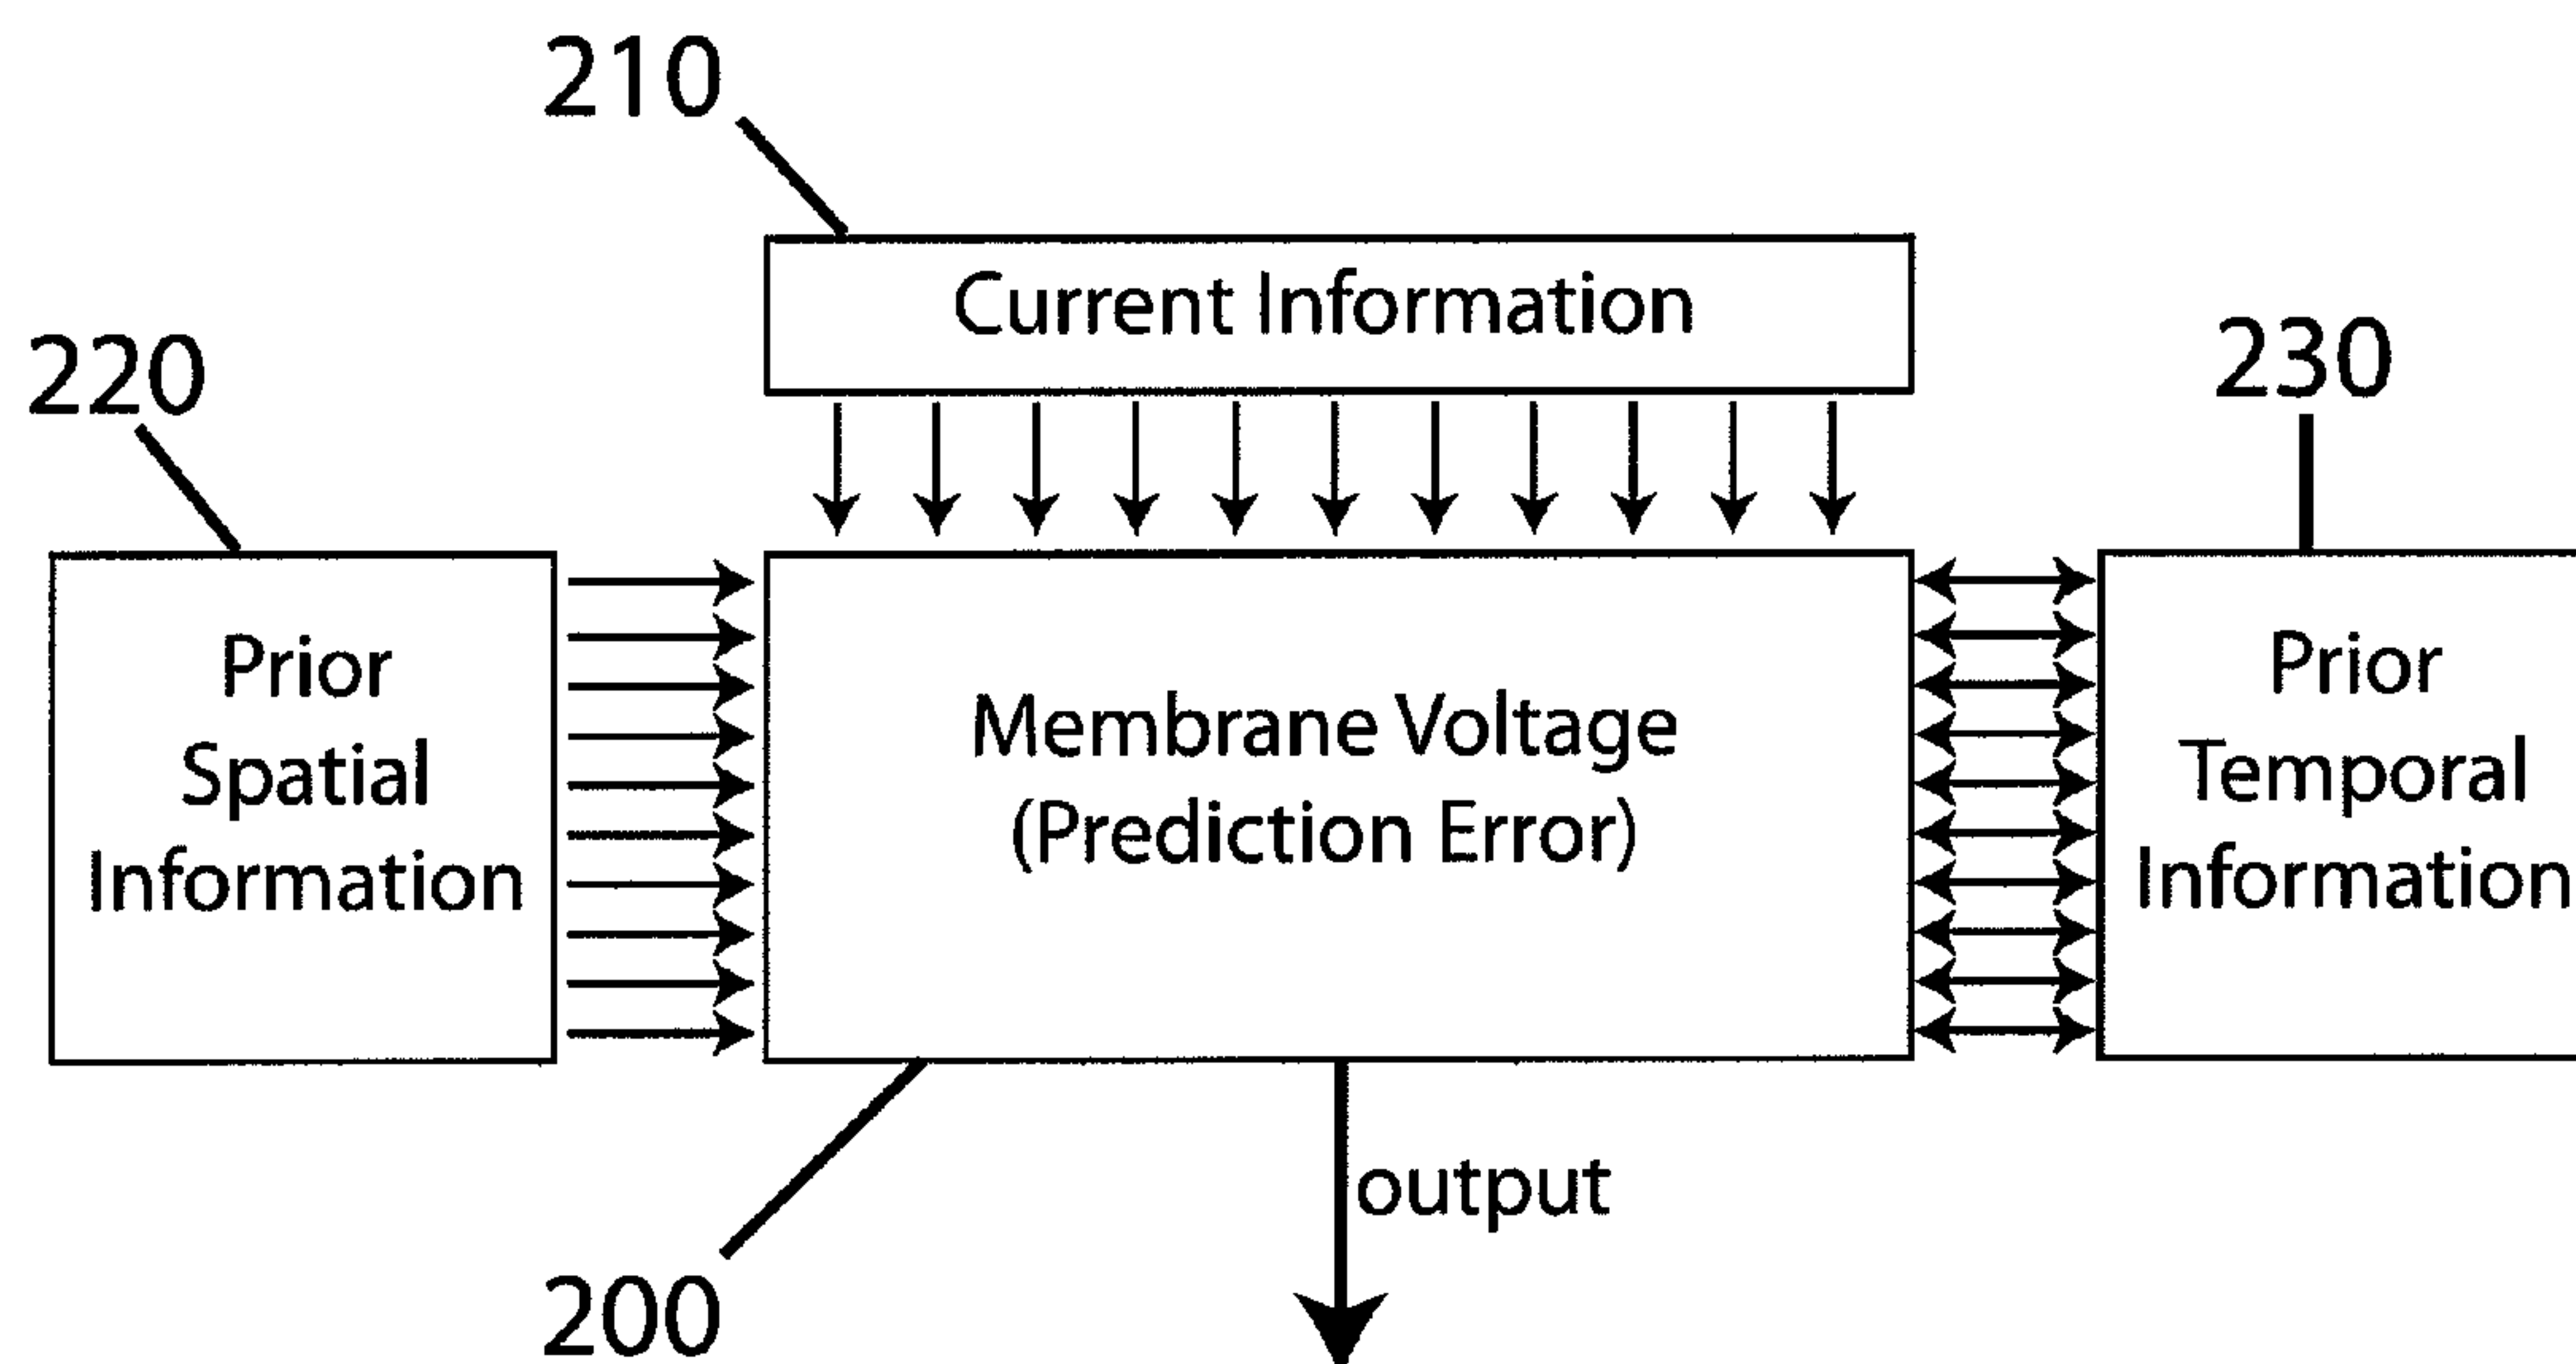 210
Current Information
220
230
Prior
Spatial
Information
Membrane Voltage
(Prediction Error)
Prior
Temporal
Information
output
200